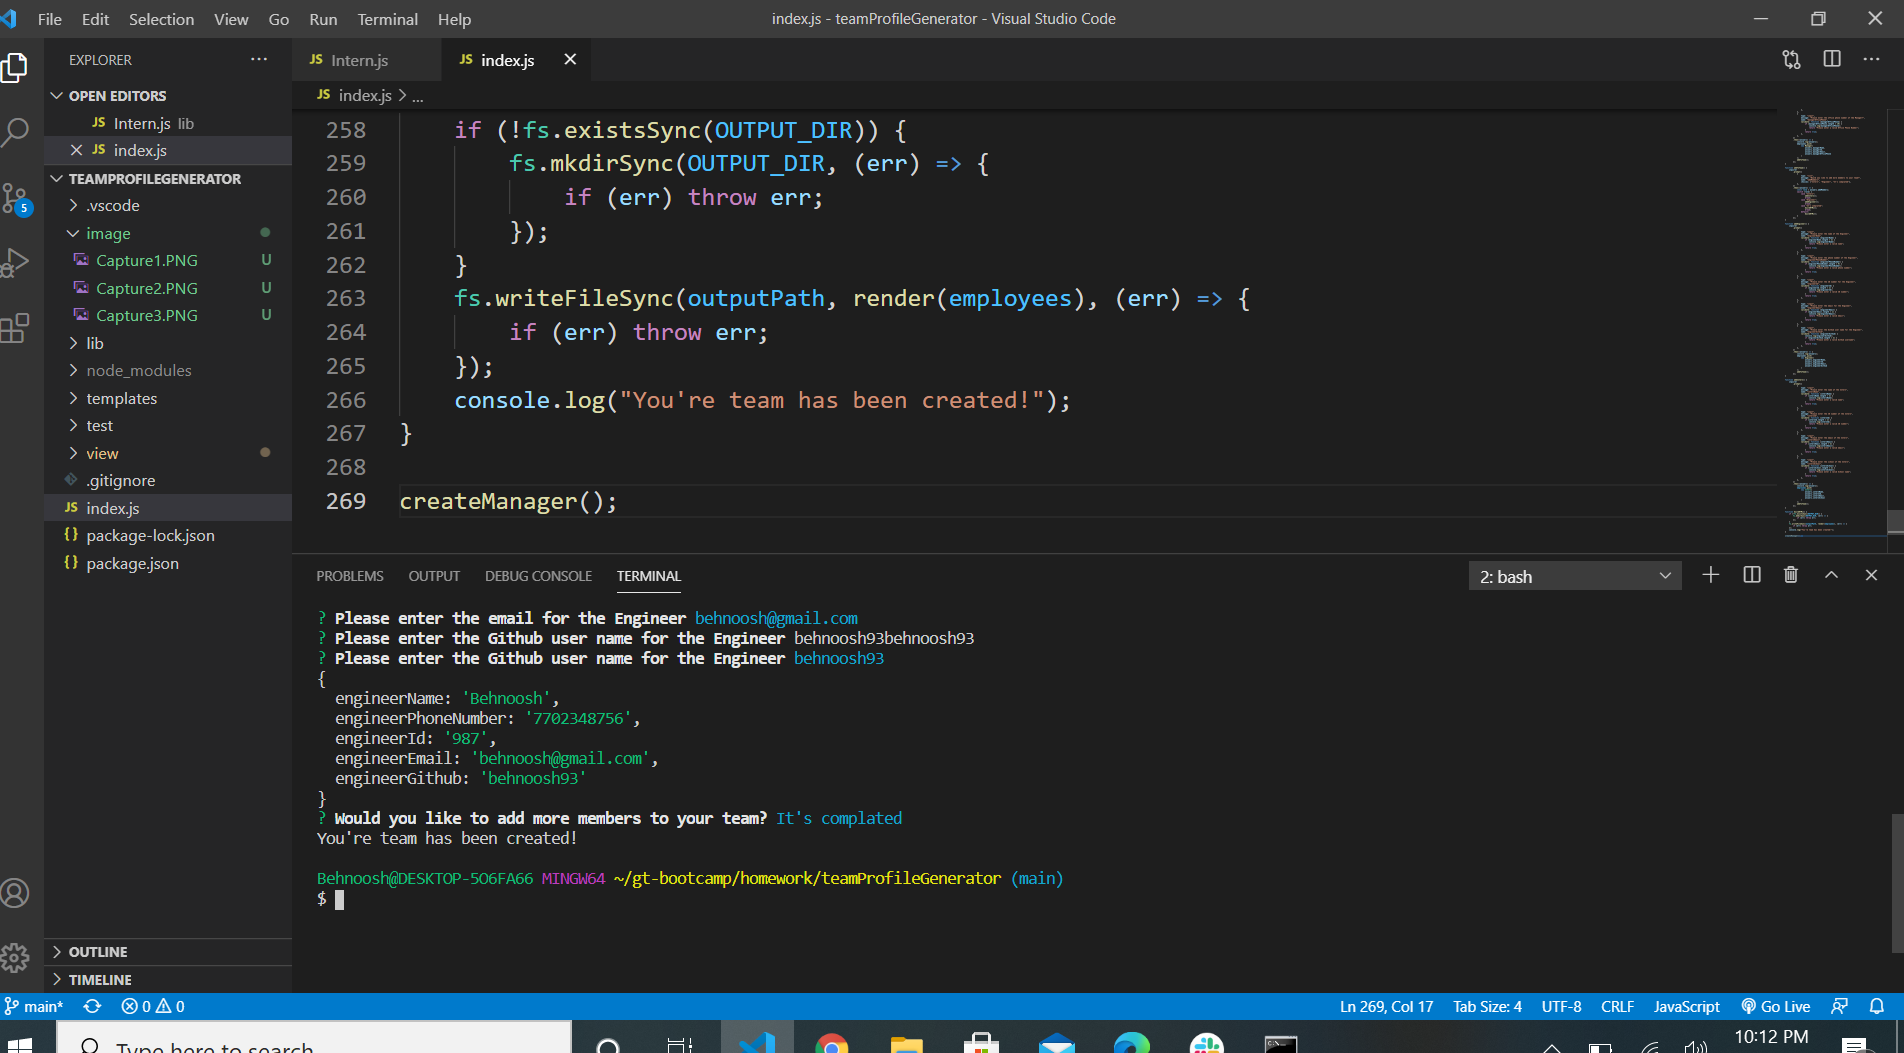 File Edit Selection View Go Run Terminal Help
index.js - teamProfileGenerator - Visual Studio Code
EXPLORER
OPEN EDITORS
JS Intern.js lib
JS index.js
TEAMPROFILEGENERATOR
.vscode
image
Capture1.PNG U
Capture2.PNG U
Capture3.PNG U
lib
node_modules
templates
test
view
.gitignore
JS index.js
{} package-lock.json
{} package.json
OUTLINE
TIMELINE
5
JS Intern.js
JS index.js
JS index.js > ...
258 if (!fs.existsSync(OUTPUT_DIR)) {
259 fs.mkdirSync(OUTPUT_DIR, (err) => {
260 if (err) throw err;
261 });
262 }
263 fs.writeFileSync(outputPath, render(employees), (err) => {
264 if (err) throw err;
265 });
266 console.log("You're team has been created!");
267 }
268
269 createManager();
PROBLEMS OUTPUT DEBUG CONSOLE TERMINAL
2: bash
? Please enter the email for the Engineer behnoosh@gmail.com
? Please enter the Github user name for the Engineer behnoosh93behnoosh93
? Please enter the Github user name for the Engineer behnoosh93
{
engineerName: 'Behnoosh',
engineerPhoneNumber: '7702348756',
engineerId: '987',
engineerEmail: 'behnoosh@gmail.com',
engineerGithub: 'behnoosh93'
}
? Would you like to add more members to your team? It's complated
You're team has been created!
Behnoosh@DESKTOP-5O6FA66 MINGW64 ~/gt-bootcamp/homework/teamProfileGenerator (main)
$
main* 0 0
Ln 269, Col 17 Tab Size: 4 UTF-8 CRLF JavaScript Go Live
Type here to search
10:12 PM